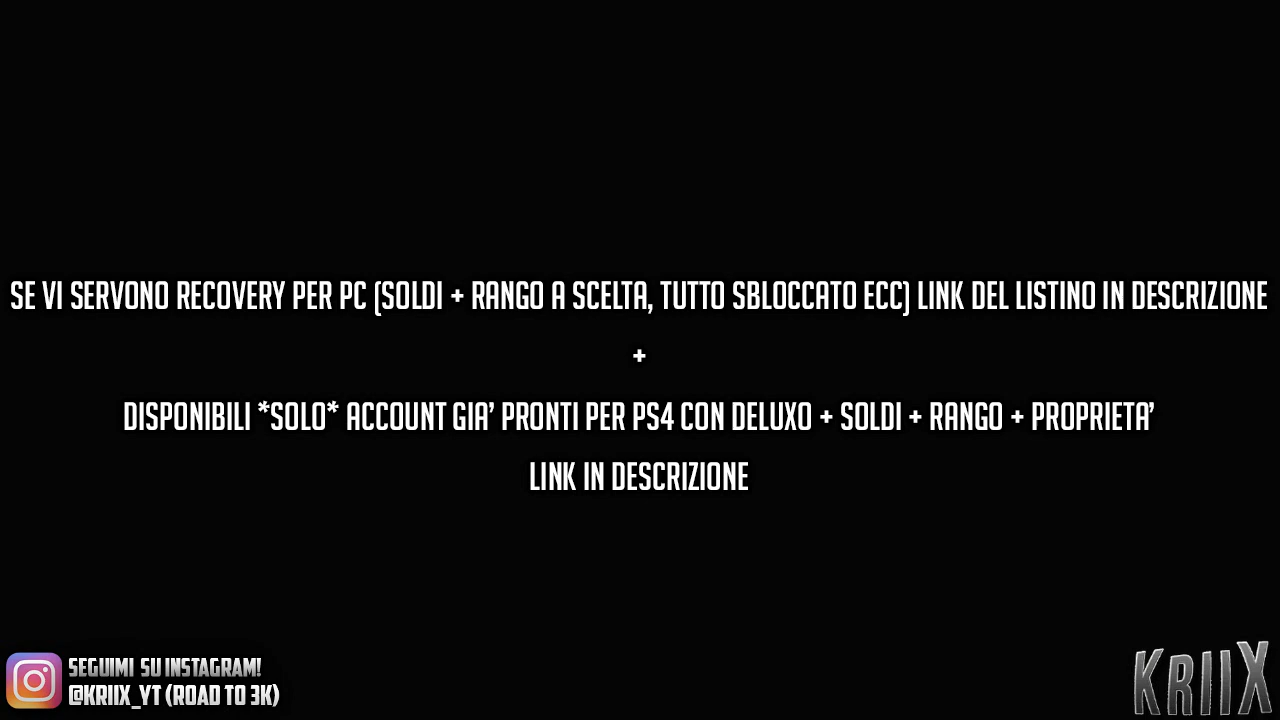 SE VI SERVONO RECOVERY PER PC (SOLDI + RANGO A SCELTA, TUTTO SBLOCCATO ECC) LINK DEL LISTINO IN DESCRIZIONE
+
DISPONIBILI *SOLO* ACCOUNT GIA' PRONTI PER PS4 CON DELUXO + SOLDI + RANGO + PROPRIETA'
LINK IN DESCRIZIONE
SEGUIMI SU INSTAGRAM!
@KRIIX_YT (ROAD TO 3K)
KRIIX